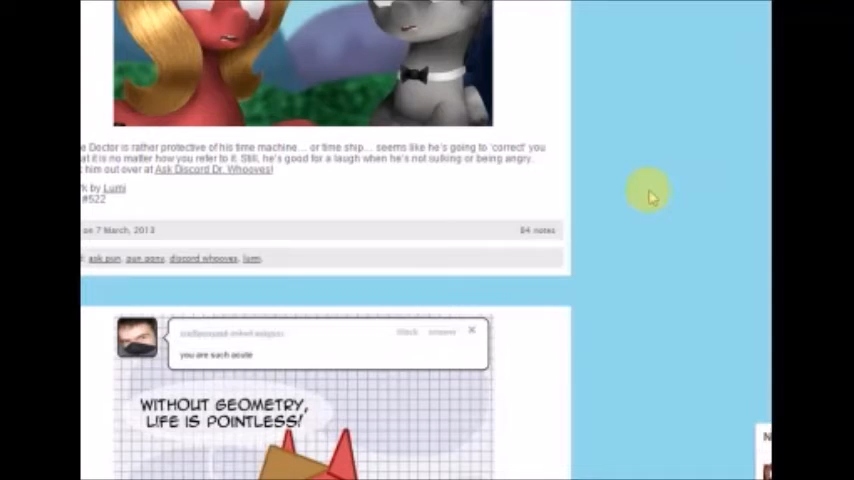 e Doctor is rather protective of his time machine... or time ship... seems like he's going to 'correct' you
at it is no matter how you refer to it. Still, he's good for a laugh when he's not sulking or being angry.
him out over at Ask Discord Dr. Whooves!
k by Lumi
#522
on 7 March, 2013
94 notes
ask pun, pun pony, discord whooves, lumi
you are such acute
WITHOUT GEOMETRY,
LIFE IS POINTLESS!
N